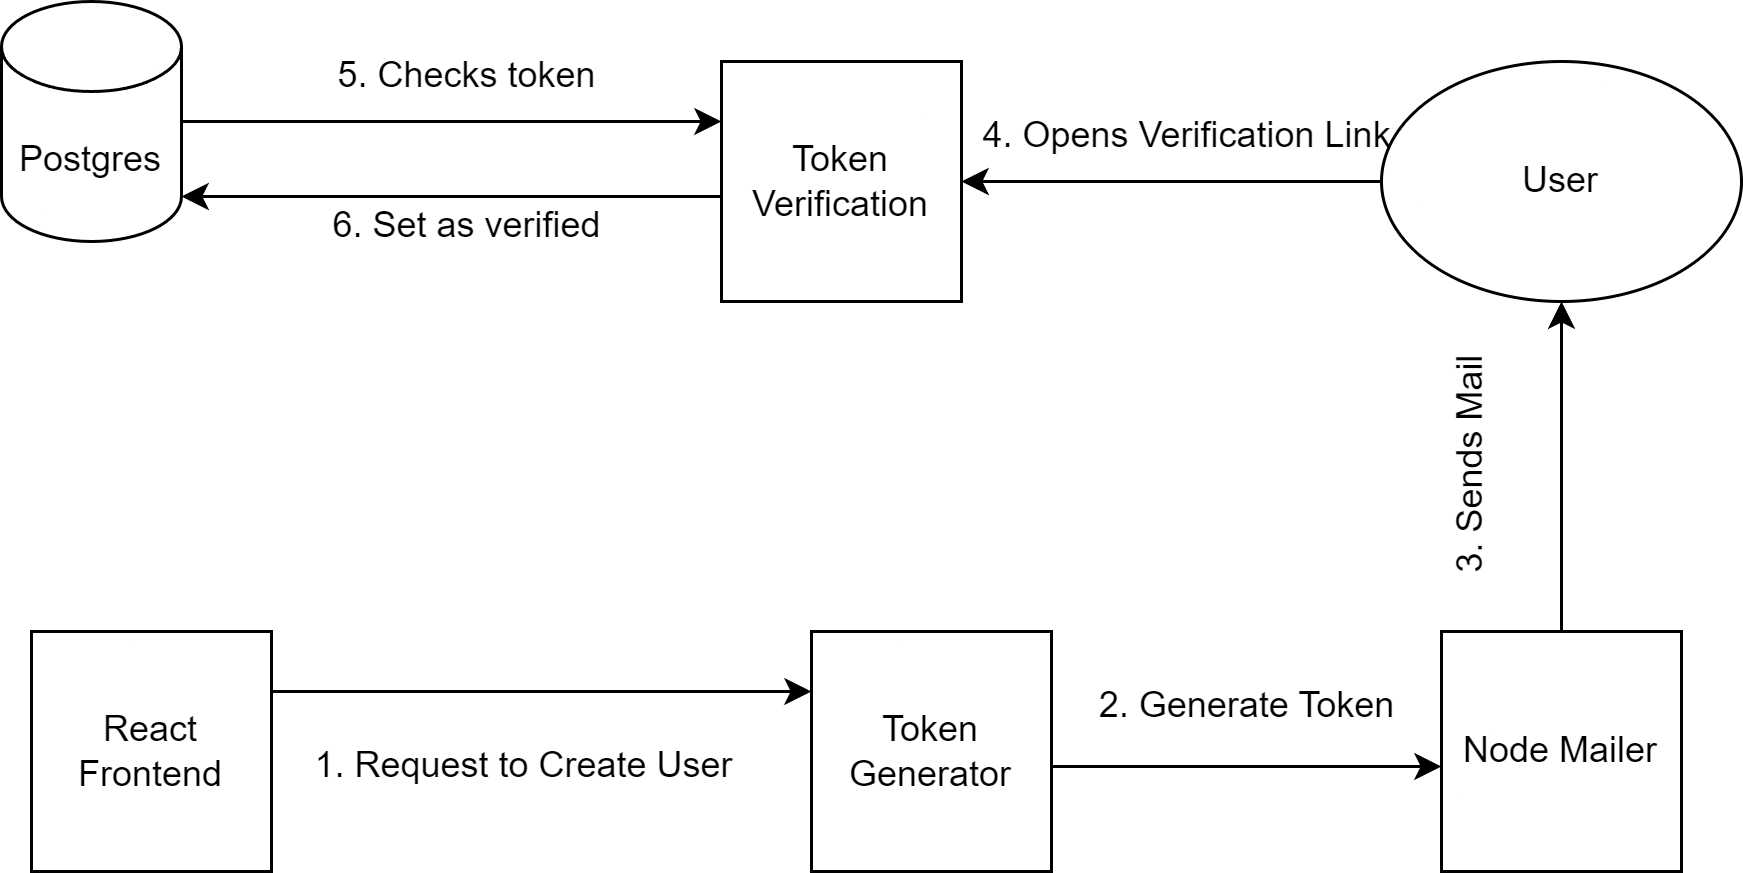 5. Checks token
Postgres
6. Set as verified
Token
Verification
4. Opens Verification Link
User
3. Sends Mail
React
Frontend
1. Request to Create User
Token
Generator
2. Generate Token
Node Mailer